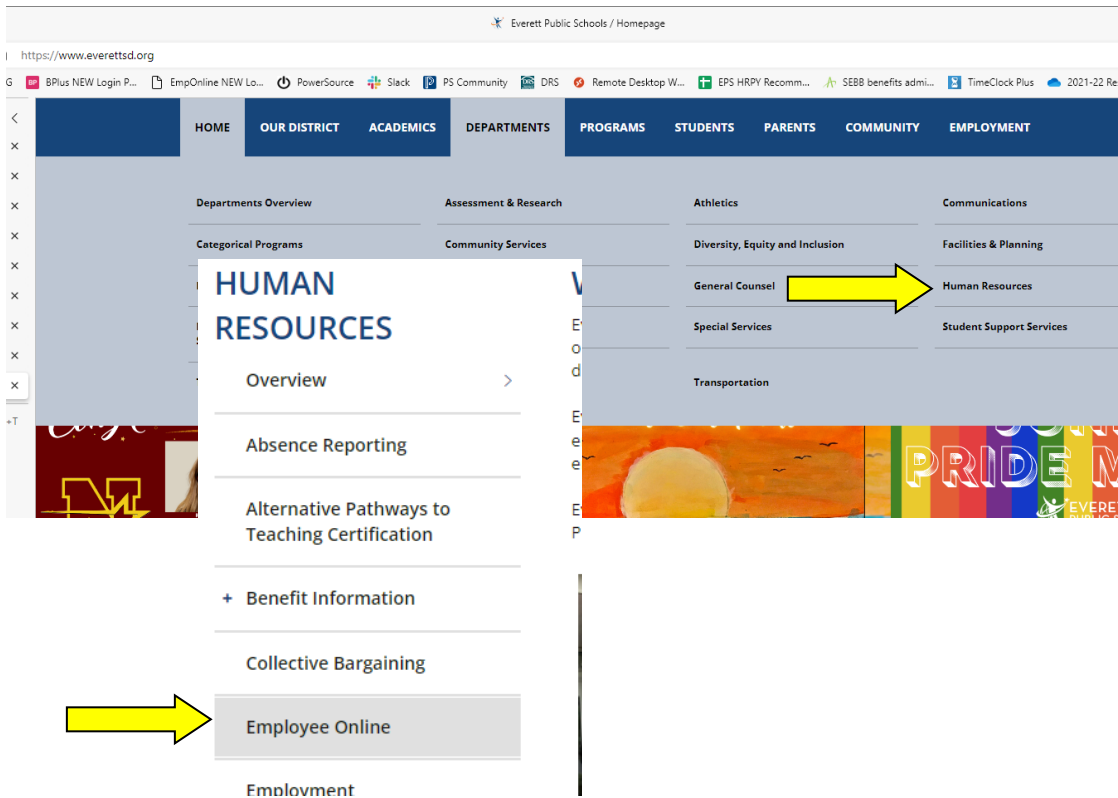 Everett Public Schools / Homepage
https://www.everettsd.org
G BP BPlus NEW Login P... EmpOnline NEW Lo... PowerSource Slack PS Community DRS Remote Desktop W... EPS HRPY Recomm... SEBB benefits admi... TimeClock Plus 2021-22 Re
HOME OUR DISTRICT ACADEMICS DEPARTMENTS PROGRAMS STUDENTS PARENTS COMMUNITY EMPLOYMENT
Departments Overview Assessment & Research Athletics Communications
Categorical Programs Community Services Diversity, Equity and Inclusion Facilities & Planning
General Counsel Human Resources
Special Services Student Support Services
Transportation
+T
PRIDE M
EVERE
HUMAN
RESOURCES
Overview
Absence Reporting
Alternative Pathways to
Teaching Certification
+ Benefit Information
Collective Bargaining
Employee Online
Employment